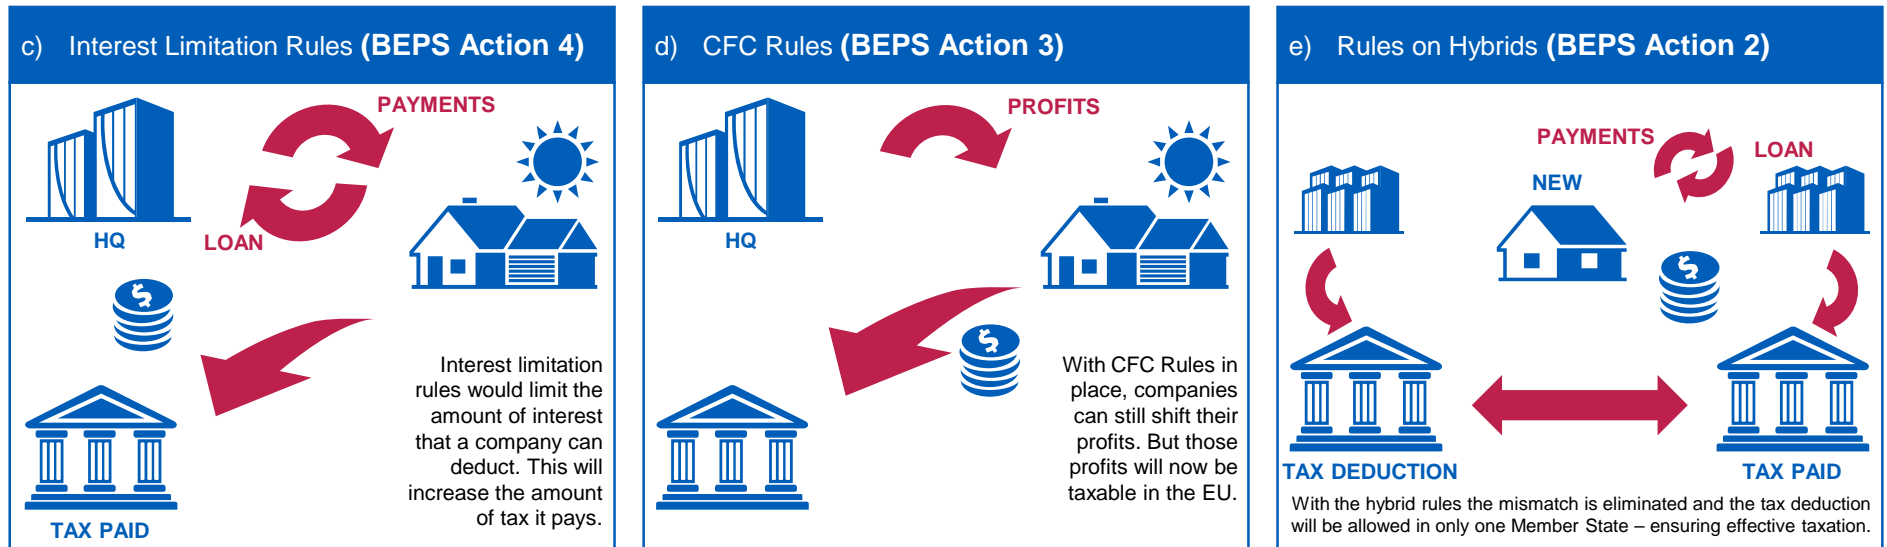 c) Interest Limitation Rules (BEPS Action 4)
PAYMENTS
HQ
LOAN
$
Interest limitation
rules would limit the
amount of interest
that a company can
deduct. This will
increase the amount
of tax it pays.
TAX PAID
d) CFC Rules (BEPS Action 3)
PROFITS
HQ
$
With CFC Rules in
place, companies
can still shift their
profits. But those
profits will now be
taxable in the EU.
e) Rules on Hybrids (BEPS Action 2)
PAYMENTS
LOAN
NEW
$
TAX DEDUCTION
TAX PAID
With the hybrid rules the mismatch is eliminated and the tax deduction
will be allowed in only one Member State – ensuring effective taxation.